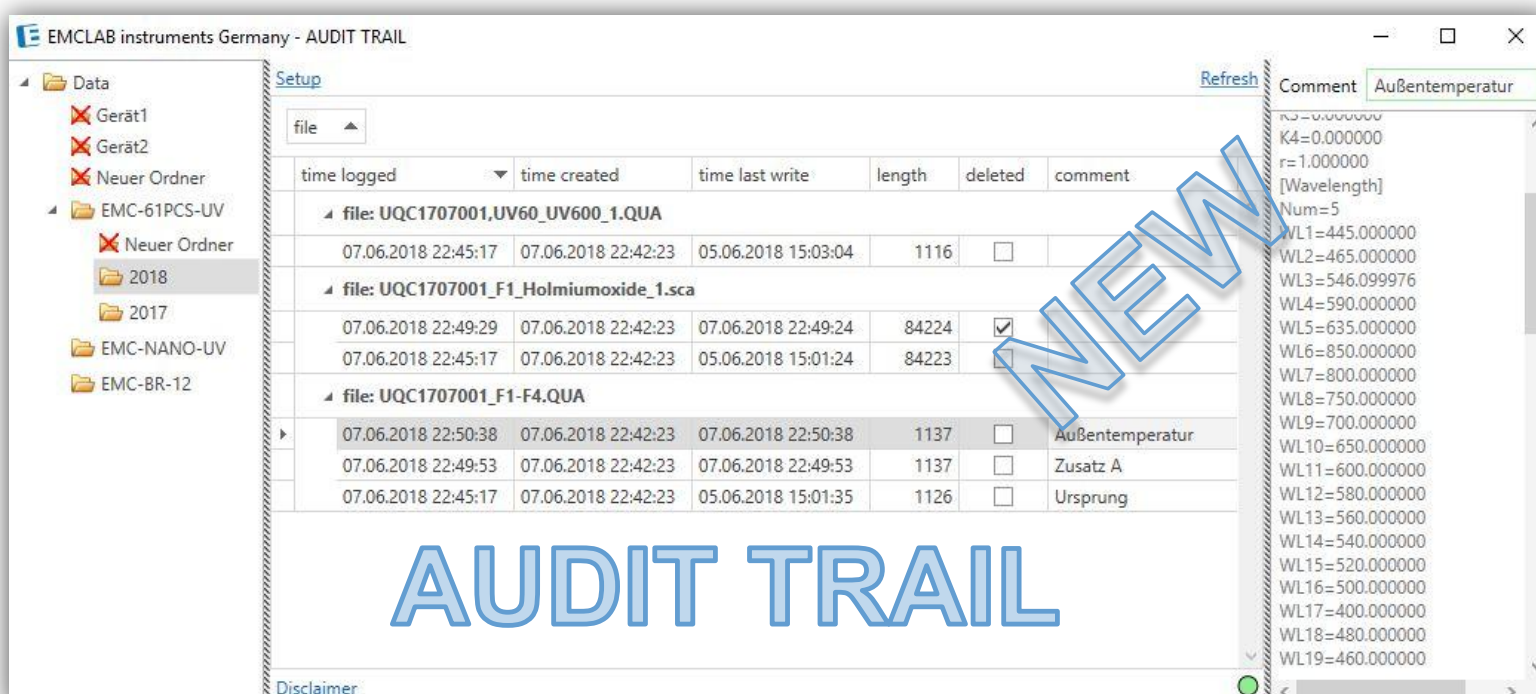 EMCLAB instruments Germany - AUDIT TRAIL
Data
Gerät1
Gerät2
Neuer Ordner
EMC-61PCS-UV
Neuer Ordner
2018
2017
EMC-NANO-UV
EMC-BR-12
Setup Refresh
file
time logged time created time last write length deleted comment
file: UQC1707001,UV60_UV600_1.QUA
07.06.2018 22:45:17 07.06.2018 22:42:23 05.06.2018 15:03:04 1116
file: UQC1707001_F1_Holmiumoxide_1.sca
07.06.2018 22:49:29 07.06.2018 22:42:23 07.06.2018 22:49:24 84224
07.06.2018 22:45:17 07.06.2018 22:42:23 05.06.2018 15:01:24 84223
file: UQC1707001_F1-F4.QUA
07.06.2018 22:50:38 07.06.2018 22:42:23 07.06.2018 22:50:38 1137 Außentemperatur
07.06.2018 22:49:53 07.06.2018 22:42:23 07.06.2018 22:49:53 1137 Zusatz A
07.06.2018 22:45:17 07.06.2018 22:42:23 05.06.2018 15:01:35 1126 Ursprung
NEW
AUDIT TRAIL
Disclaimer
Comment Außentemperatur
K3=0.000000
K4=0.000000
r=1.000000
[Wavelength]
Num=5
WL1=445.000000
WL2=465.000000
WL3=546.099976
WL4=590.000000
WL5=635.000000
WL6=850.000000
WL7=800.000000
WL8=750.000000
WL9=700.000000
WL10=650.000000
WL11=600.000000
WL12=580.000000
WL13=560.000000
WL14=540.000000
WL15=520.000000
WL16=500.000000
WL17=400.000000
WL18=480.000000
WL19=460.000000